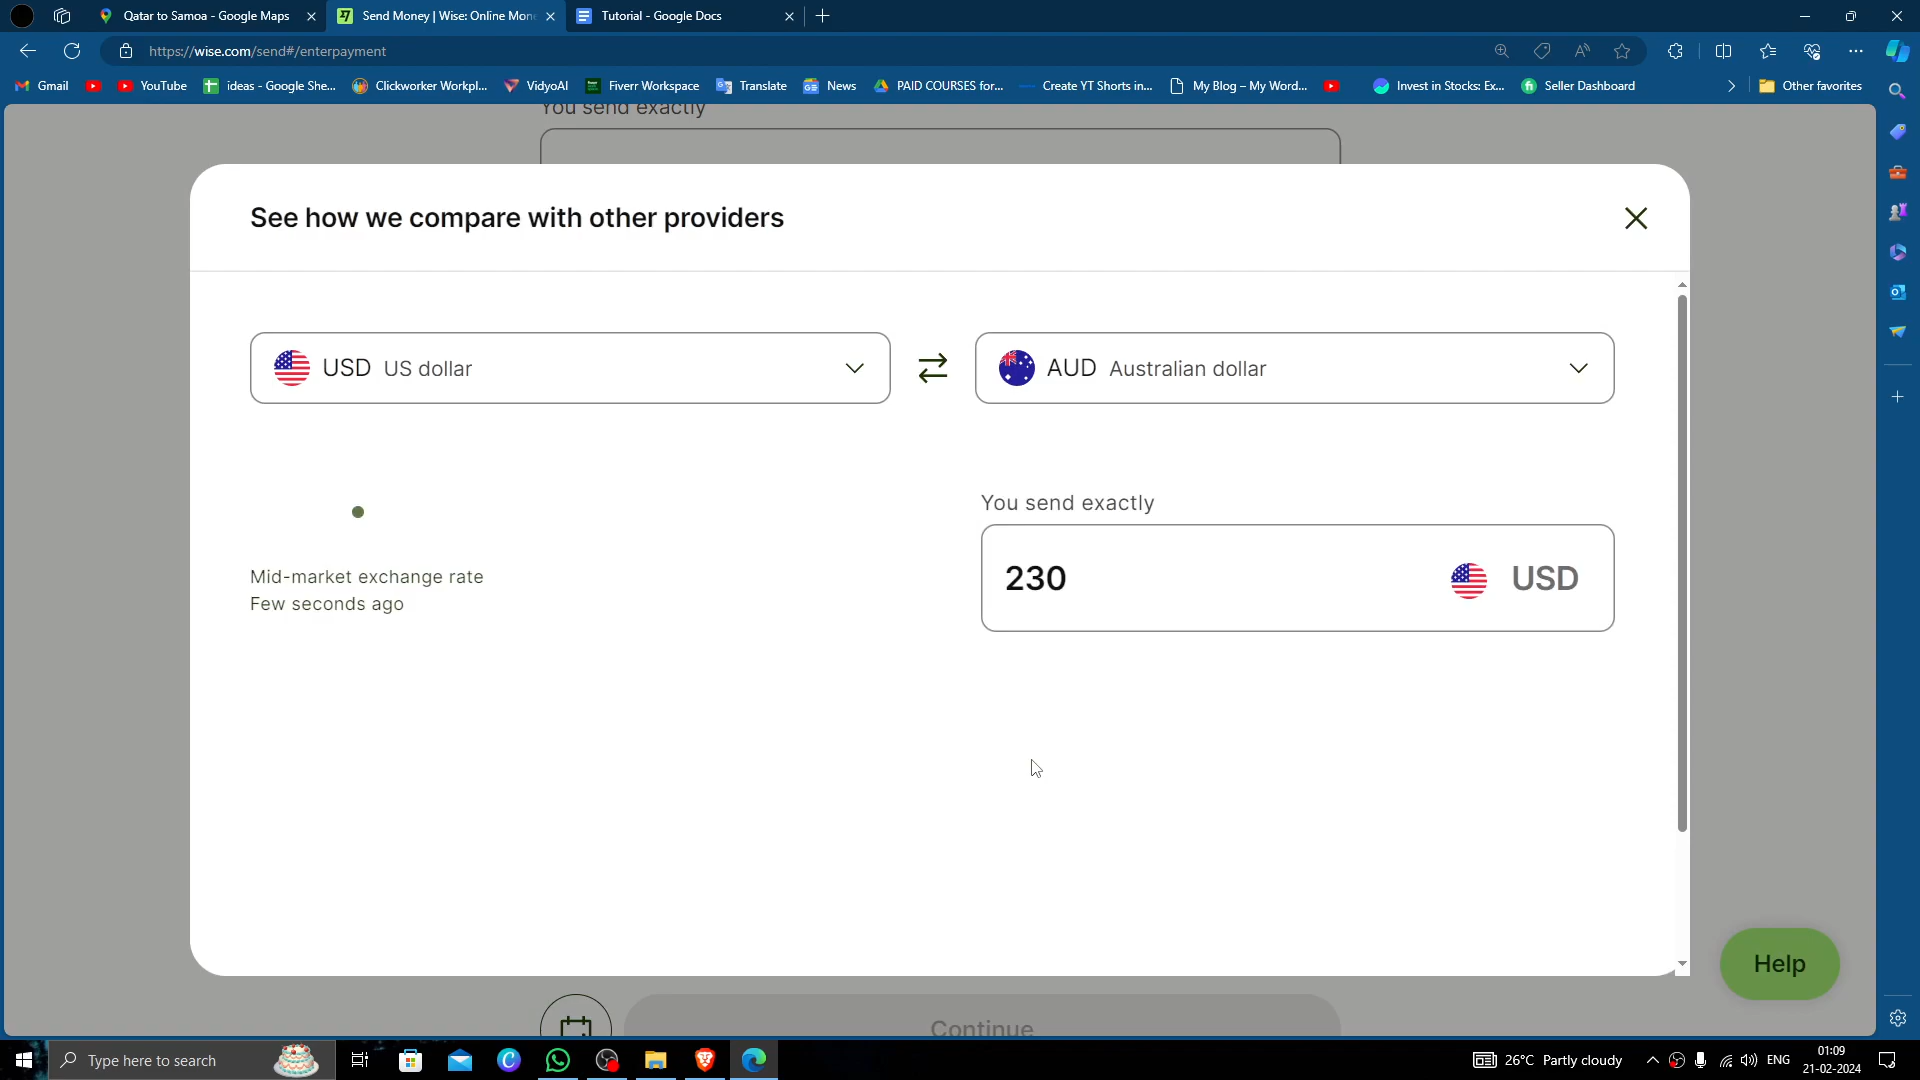 Qatar to Samoa - Google Maps
Send Money | Wise: Online Mon
Tutorial - Google Docs
https://wise.com/send#/enterpayment
Gmail
YouTube
ideas - Google She...
Clickworker Workpl...
VidyoAI
Fiverr Workspace
Translate
News
PAID COURSES for...
Create YT Shorts in...
My Blog – My Word...
Invest in Stocks: Ex...
Seller Dashboard
Other favorites
You send exactly
See how we compare with other providers
USD US dollar
AUD Australian dollar
You send exactly
230
USD
Mid-market exchange rate
Few seconds ago
Help
Continue
Type here to search
26°C Partly cloudy
ENG
01:09
21-02-2024